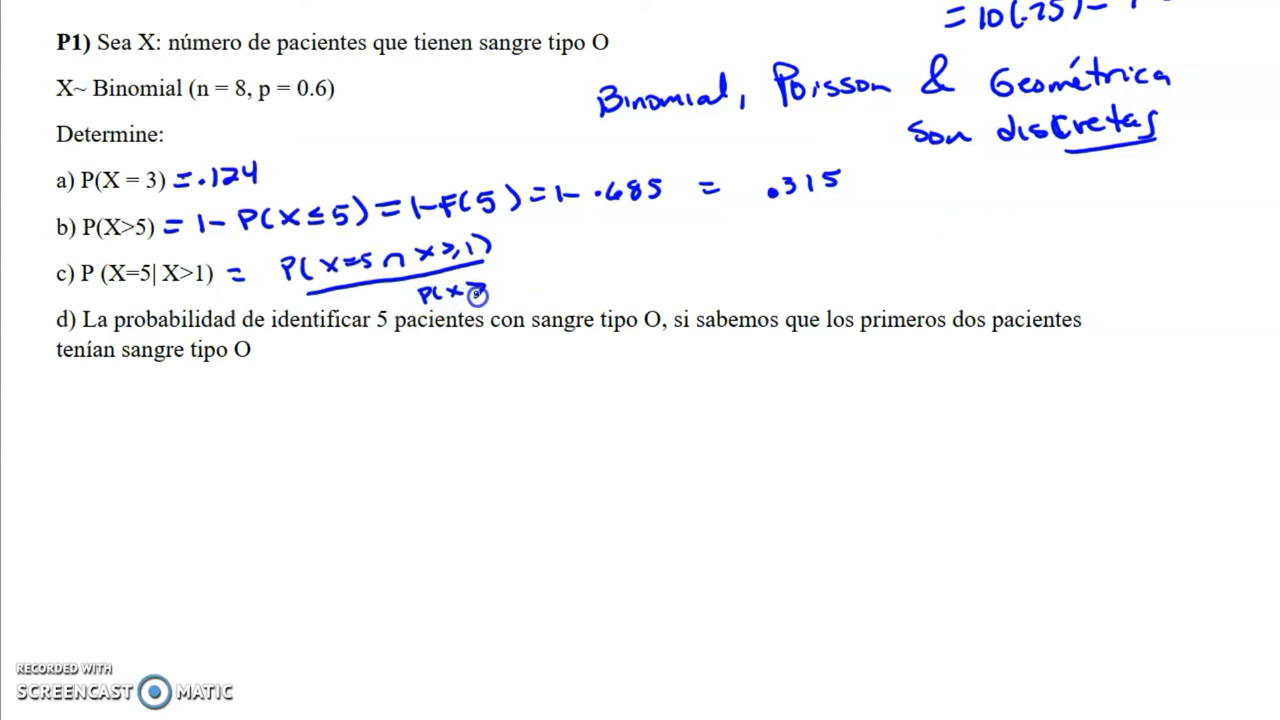 = 10(.75) =
P1) Sea X: número de pacientes que tienen sangre tipo O
X~ Binomial (n = 8, p = 0.6)
Binomial, Poisson & Geométrica
son discretas
Determine:
a) P(X = 3) = .124
b) P(X>5) = 1- P(X ≤ 5) = 1-F(5) = 1- .685 = .315
c) P (X=5| X>1) = P(X=5 ∩ X>,1)
P(X>
d) La probabilidad de identificar 5 pacientes con sangre tipo O, si sabemos que los primeros dos pacientes
tenían sangre tipo O
RECORDED WITH
SCREENCAST MATIC